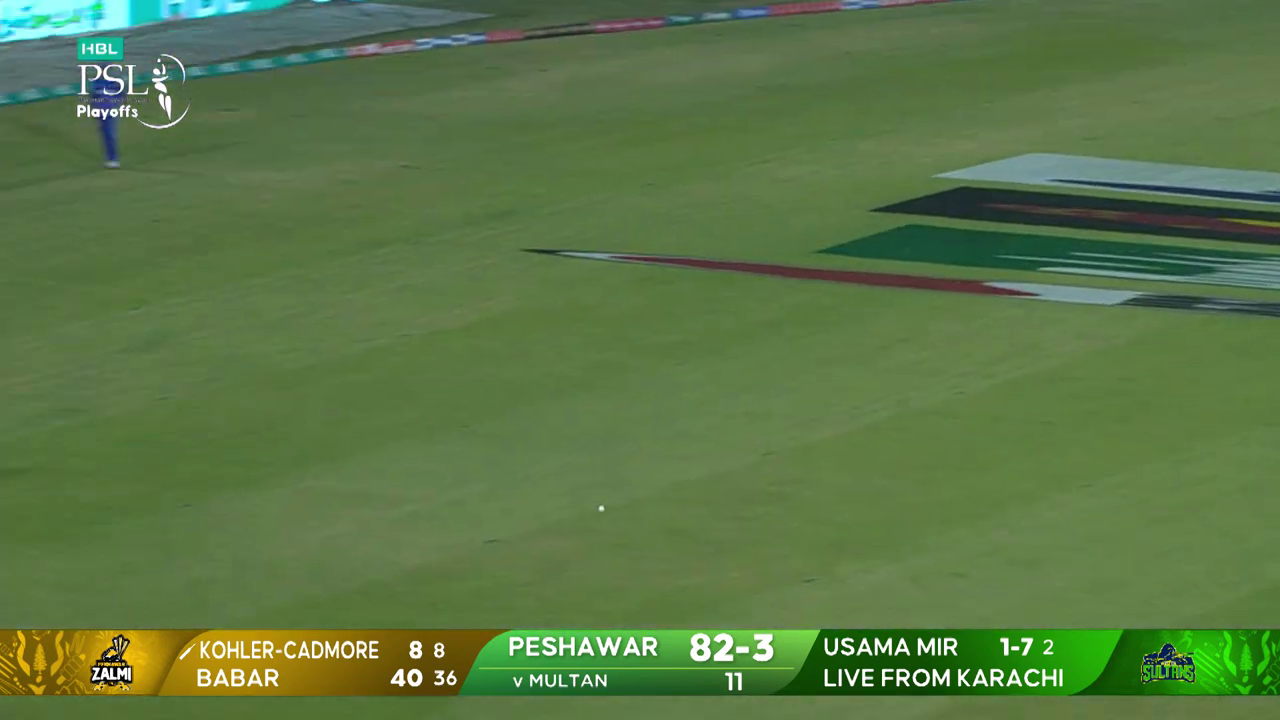 HBL
PSL
Playoffs
ZALMI
KOHLER-CADMORE 8 8
BABAR 40 36
PESHAWAR 82-3
v MULTAN 11
USAMA MIR 1-7 2
LIVE FROM KARACHI
SULTANS